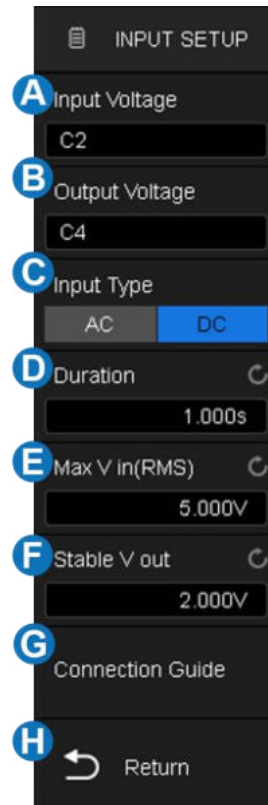 INPUT SETUP
A Input Voltage
C2
B Output Voltage
C4
C Input Type
AC DC
D Duration
1.000s
E Max V in(RMS)
5.000V
F Stable V out
2.000V
G
Connection Guide
H Return